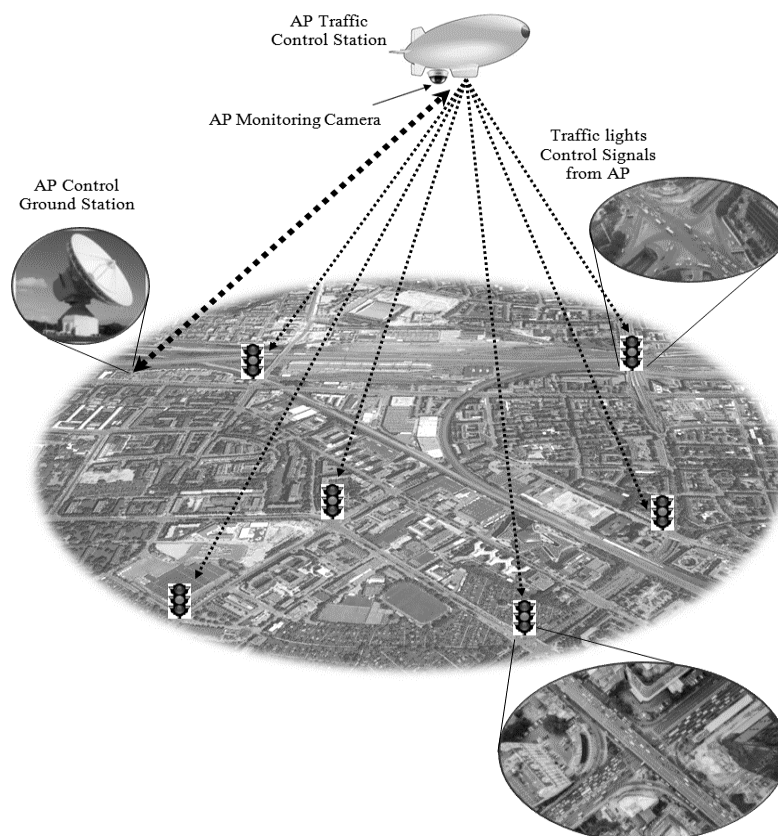 AP Traffic
Control Station
AP Monitoring Camera
Traffic lights
Control Signals
from AP
AP Control
Ground Station